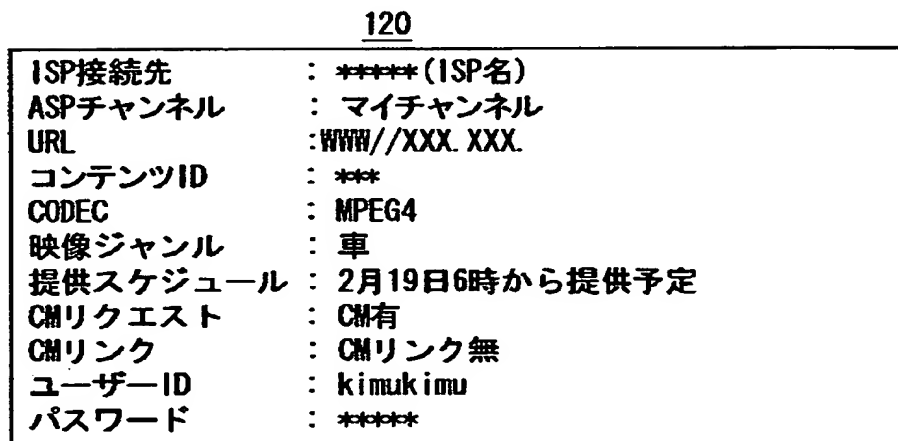 120
ISP接続先 : *****(ISP名)
ASPチャンネル : マイチャンネル
URL :WWW//XXX.XXX.
コンテンツID : ***
CODEC : MPEG4
映像ジャンル : 車
提供スケジュール : 2月19日6時から提供予定
CMリクエスト : CM有
CMリンク : CMリンク無
ユーザーID : kimukimu
パスワード : *****